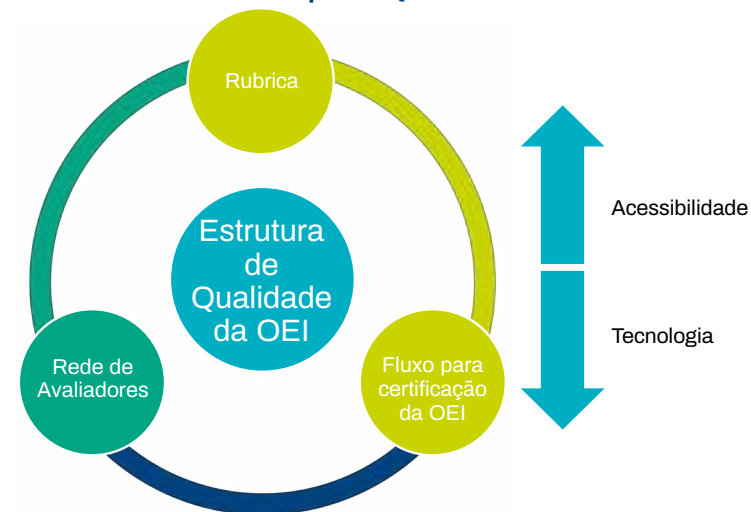 Rubrica
Estrutura
de
Qualidade
da OEI
Rede de
Avaliadores
Fluxo para
certificação
da OEI
Acessibilidade
Tecnologia